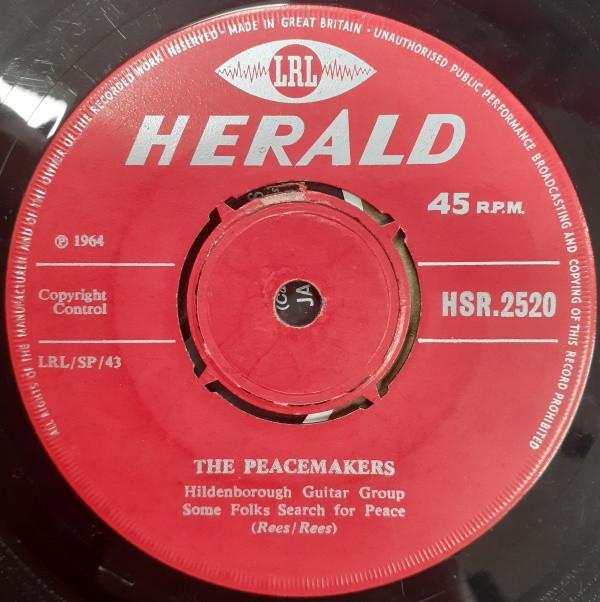 ALL RIGHTS OF THE MANUFACTURER AND OF THE OWNER OF THE RECORDED WORK RESERVED - MADE IN GREAT BRITAIN - UNAUTHORISED PUBLIC PERFORMANCE BROADCASTING AND COPYING OF THIS RECORD PROHIBITED
LRL
HERALD
45 R.P.M.
℗ 1964
Copyright
Control
HSR.2520
LRL/SP/43
JA
THE PEACEMAKERS
Hildenborough Guitar Group
Some Folks Search for Peace
(Rees/Rees)